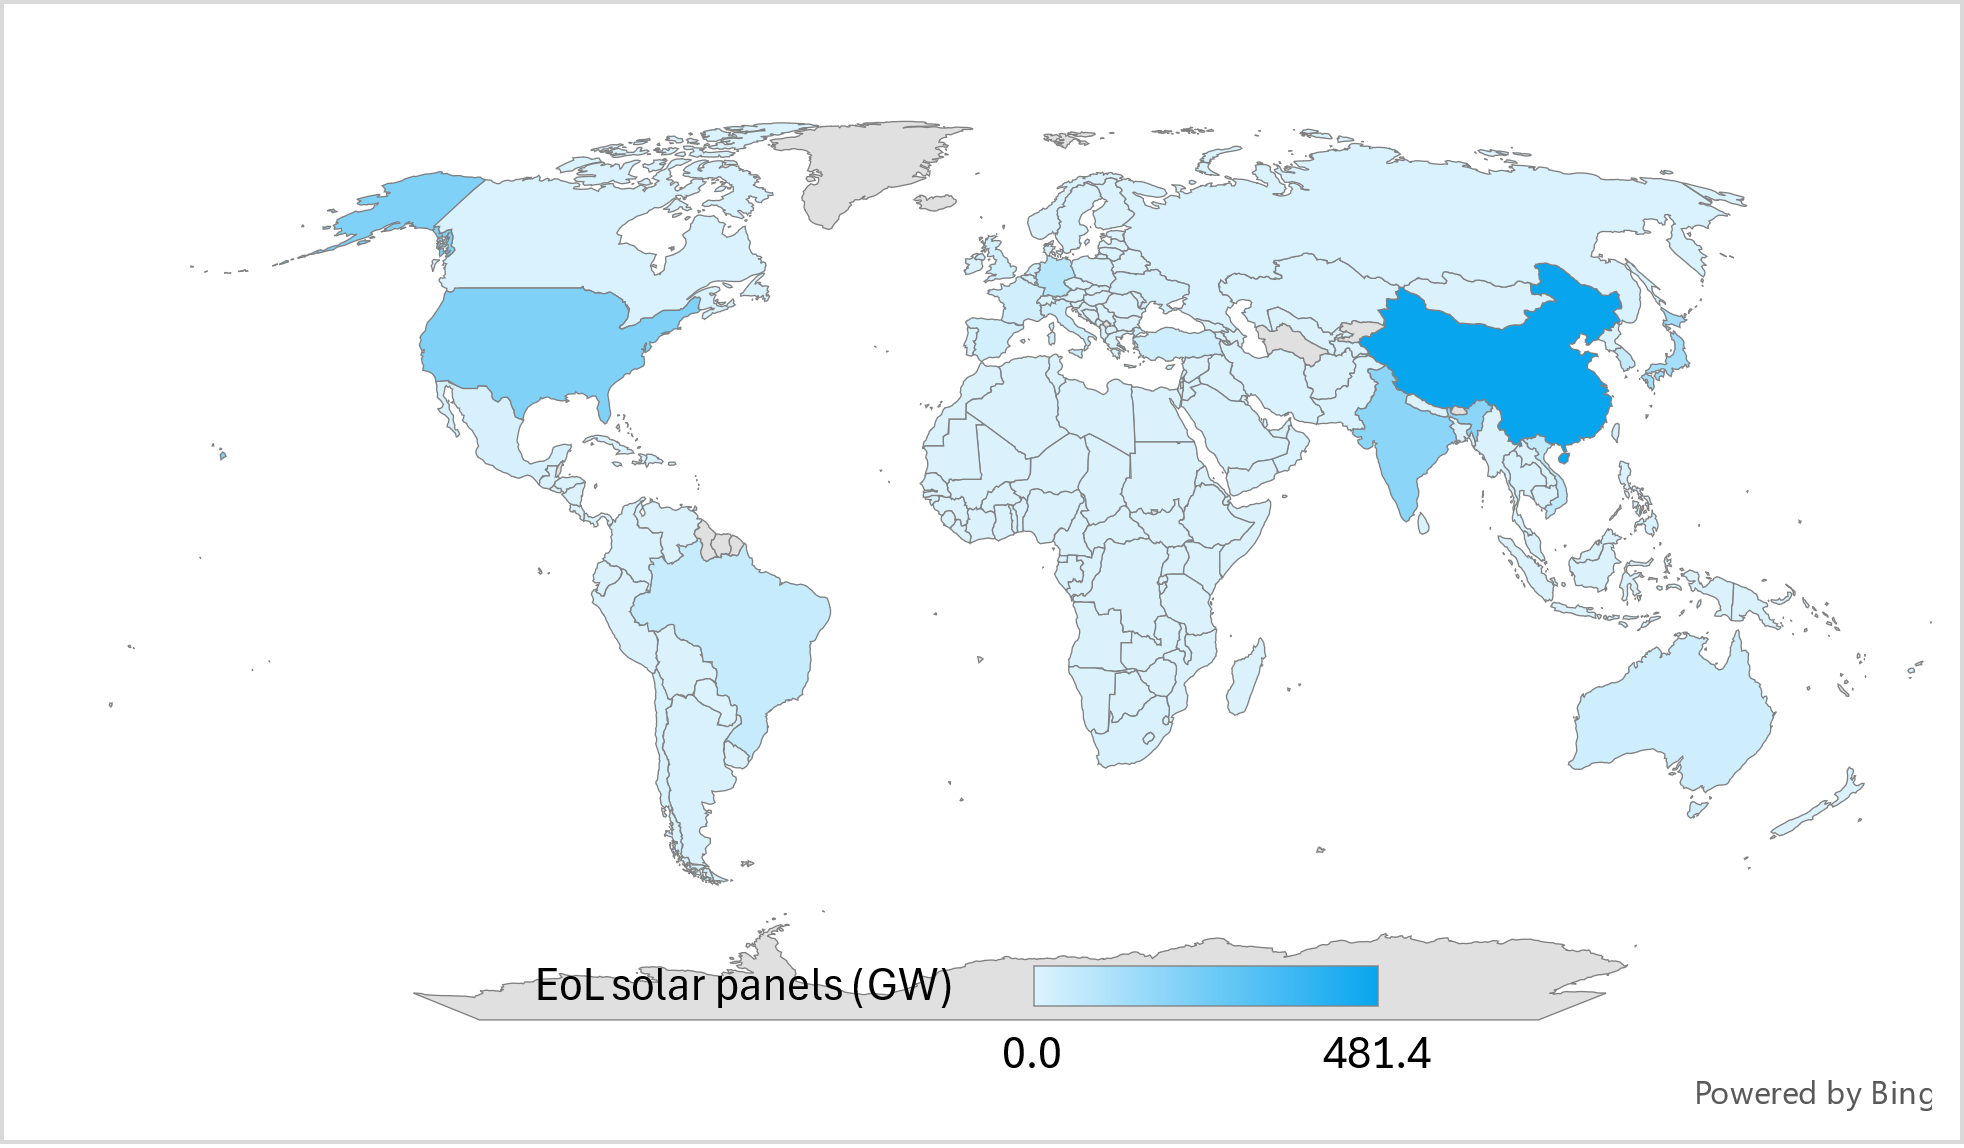 EoL solar panels (GW)
0.0 481.4
Powered by Bing